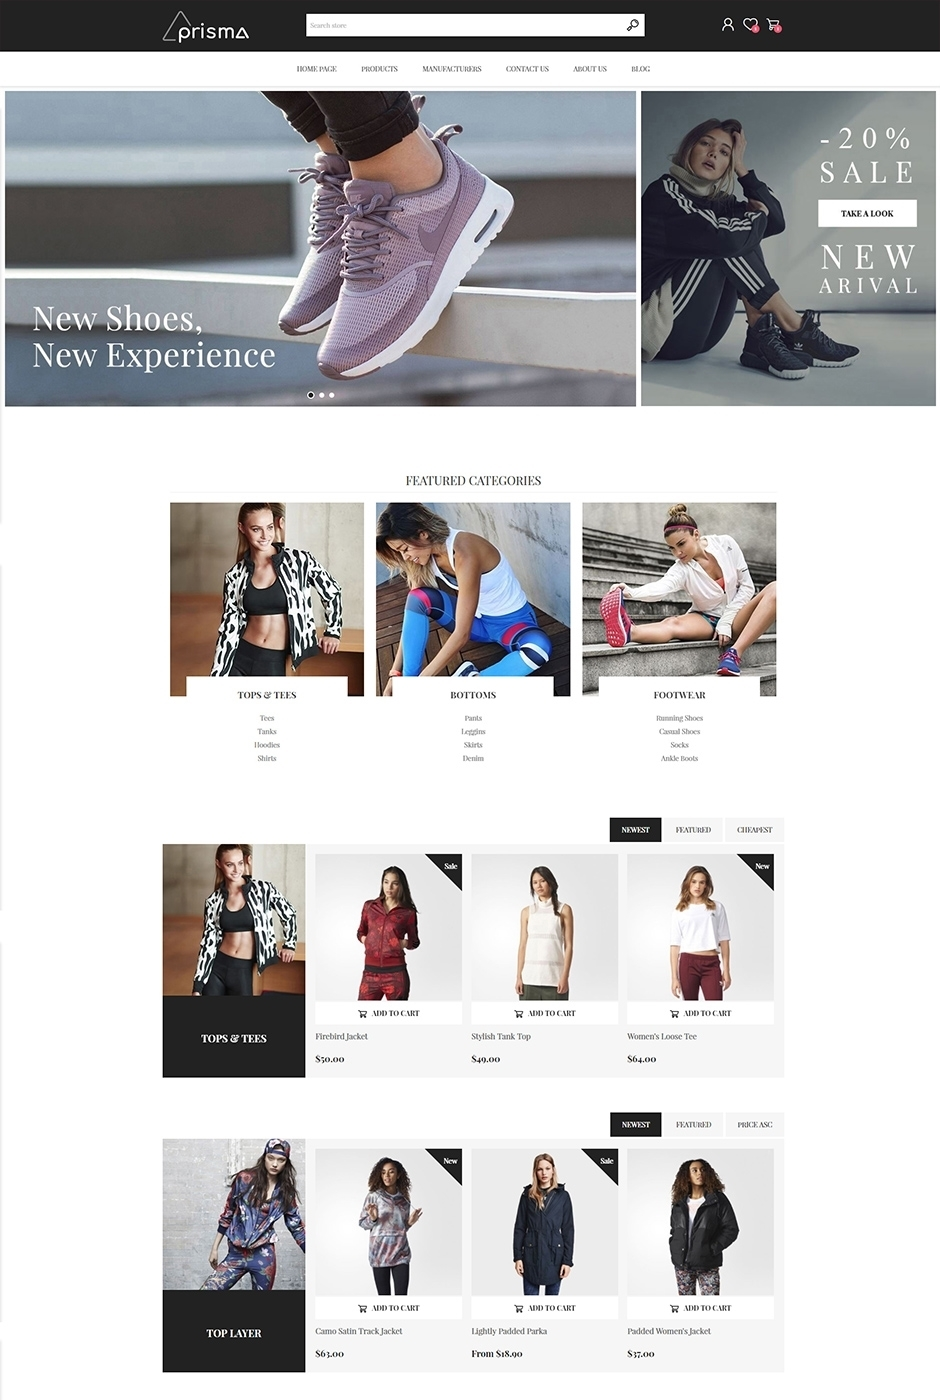 prisma
Search store
HOME PAGE PRODUCTS MANUFACTURERS CONTACT US ABOUT US BLOG
New Shoes,
New Experience
-20%
SALE
TAKE A LOOK
NEW
ARIVAL
FEATURED CATEGORIES
TOPS & TEES
Tees
Tanks
Hoodies
Shirts
BOTTOMS
Pants
Leggins
Skirts
Denim
FOOTWEAR
Running Shoes
Casual Shoes
Socks
Ankle Boots
NEWEST FEATURED CHEAPEST
TOPS & TEES
Sale
ADD TO CART
Firebird Jacket
$50.00
ADD TO CART
Stylish Tank Top
$49.00
New
ADD TO CART
Women's Loose Tee
$64.00
NEWEST FEATURED PRICE ASC
TOP LAYER
New
ADD TO CART
Camo Satin Track Jacket
$63.00
Sale
ADD TO CART
Lightly Padded Parka
From $18.90
ADD TO CART
Padded Women's Jacket
$37.00